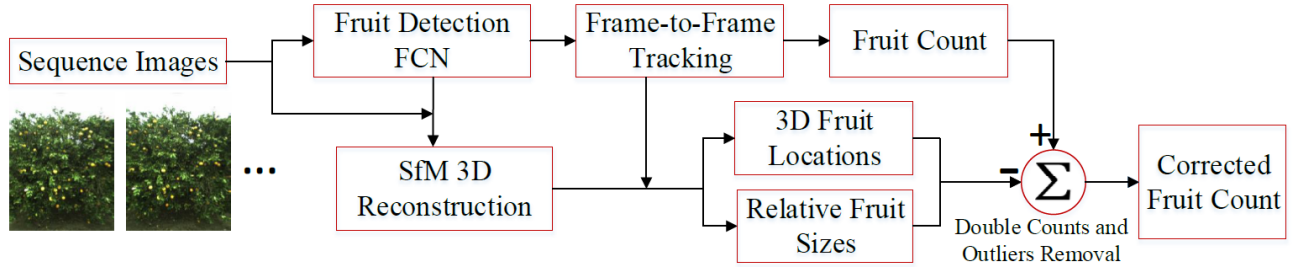 Sequence Images
Fruit Detection
FCN
Frame-to-Frame
Tracking
Fruit Count
...
SfM 3D
Reconstruction
3D Fruit
Locations
Relative Fruit
Sizes
+
-
Σ
Double Counts and
Outliers Removal
Corrected
Fruit Count